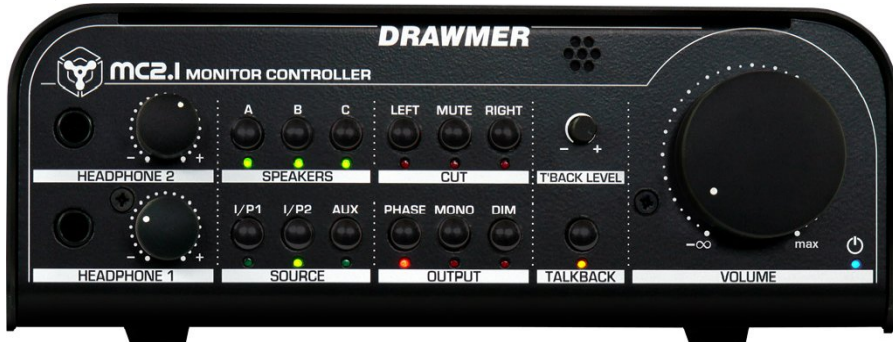 DRAWMER
MC2.1 MONITOR CONTROLLER
A B C
LEFT MUTE RIGHT
- +
- +
HEADPHONE 2
SPEAKERS
CUT
T'BACK LEVEL
I/P1 I/P2 AUX
PHASE MONO DIM
- +
-∞ max
HEADPHONE 1
SOURCE
OUTPUT
TALKBACK
VOLUME